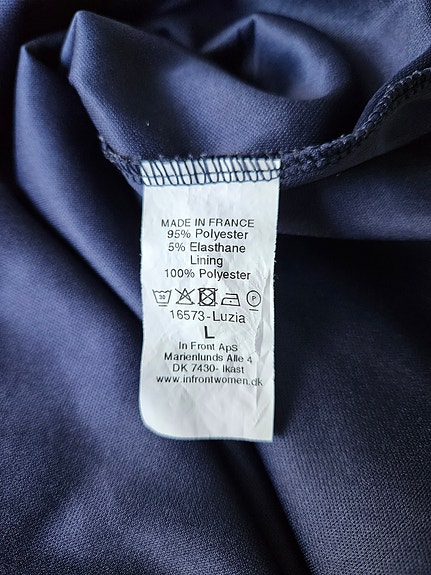 MADE IN FRANCE
95% Polyester
5% Elasthane
Lining
100% Polyester
30 P
16573-Luzia
L
In Front ApS
Marienlunds Alle 4
DK 7430- Ikast
www.infrontwomen.dk